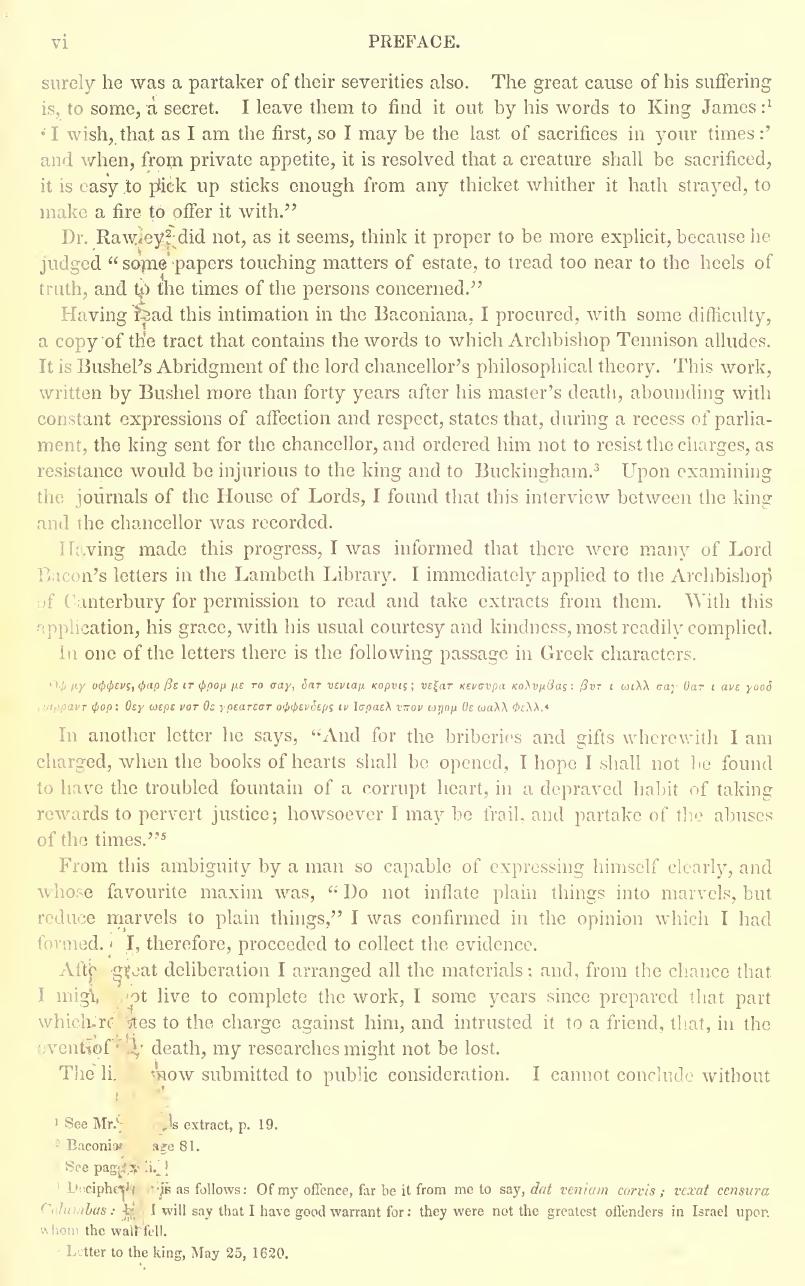 vi PREFACE.
surely he was a partaker of their severities also. The great cause of his suffering
is, to some, a secret. I leave them to find it out by his words to King James:¹
‘I wish, that as I am the first, so I may be the last of sacrifices in your times:’
and when, from private appetite, it is resolved that a creature shall be sacrificed,
it is easy to pick up sticks enough from any thicket whither it hath strayed, to
make a fire to offer it with.”
Dr. Rawley² did not, as it seems, think it proper to be more explicit, because he
judged “some papers touching matters of estate, to tread too near to the heels of
truth, and to the times of the persons concerned.”
Having read this intimation in the Baconiana, I procured, with some difficulty,
a copy of the tract that contains the words to which Archbishop Tennison alludes.
It is Bushel’s Abridgment of the lord chancellor’s philosophical theory. This work,
written by Bushel more than forty years after his master’s death, abounding with
constant expressions of affection and respect, states that, during a recess of parlia-
ment, the king sent for the chancellor, and ordered him not to resist the charges, as
resistance would be injurious to the king and to Buckingham.³ Upon examining
the journals of the House of Lords, I found that this interview between the king
and the chancellor was recorded.
Having made this progress, I was informed that there were many of Lord
Bacon’s letters in the Lambeth Library. I immediately applied to the Archbishop
of Canterbury for permission to read and take extracts from them. With this
application, his grace, with his usual courtesy and kindness, most readily complied.
In one of the letters there is the following passage in Greek characters.
Οφ μy οφφενς, φαρ βε ιτ φρομ με το σαy, δατ νενιαμ κορνις; νεξατ κενσυρα κολυμβας: βυτ ι ωιλλ σαy θατ ι ανε γοοδ
φορ: θεy ωερε νοτ θε γρεατεστ οφφενδερς ιν Ισραελ υπον ωηομ θε ωαλλ φελλ.⁴
In another letter he says, “And for the briberies and gifts wherewith I am
charged, when the books of hearts shall be opened, I hope I shall not be found
to have the troubled fountain of a corrupt heart, in a depraved habit of taking
rewards to pervert justice; howsoever I may be frail, and partake of the abuses
of the times.”⁵
From this ambiguity by a man so capable of expressing himself clearly, and
whose favourite maxim was, “Do not inflate plain things into marvels, but
reduce marvels to plain things,” I was confirmed in the opinion which I had
formed. I, therefore, proceeded to collect the evidence.
After great deliberation I arranged all the materials: and, from the chance that
I might not live to complete the work, I some years since prepared that part
which relates to the charge against him, and intrusted it to a friend, that, in the
event of death, my researches might not be lost.
The now submitted to public consideration. I cannot conclude without
¹ See Mr. extract, p. 19.
² Baconiana, page 81.
See page
Deciphered as follows: Of my offence, far be it from me to say, dat veniam corvis; vexat censura
Columbas: I will say that I have good warrant for: they were not the greatest offenders in Israel upon
whom the wall fell.
Letter to the king, May 25, 1620.